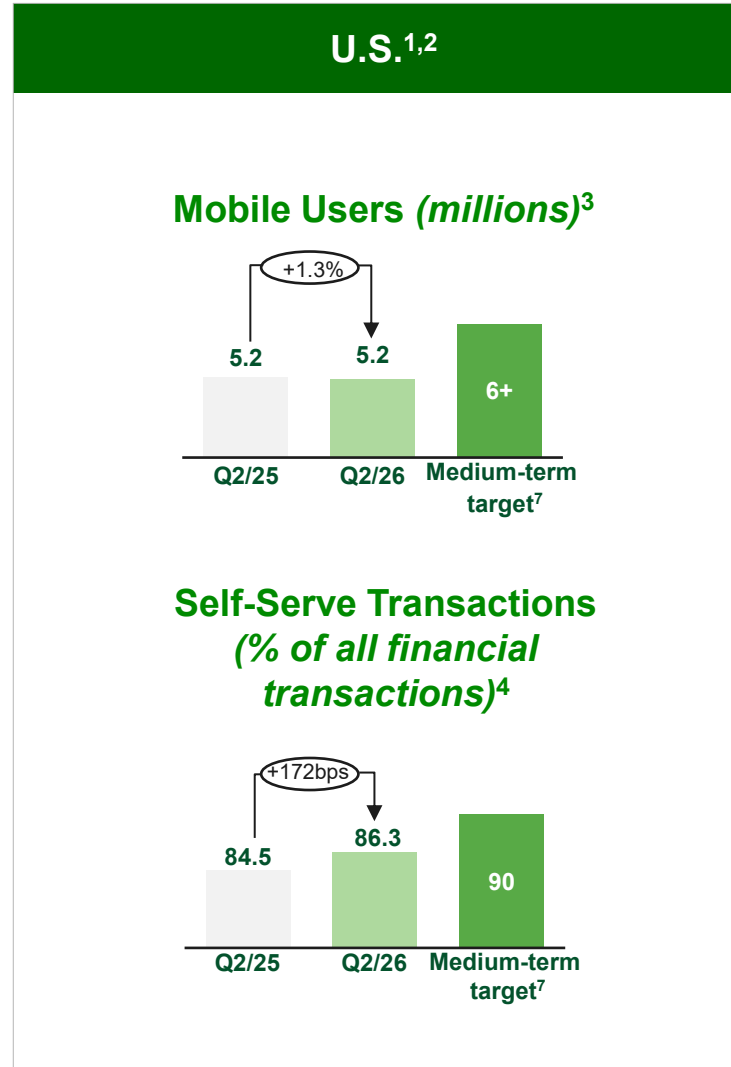 U.S.¹,²
Mobile Users (millions)³
+1.3%
5.2
5.2
6+
Q2/25
Q2/26
Medium-term
target⁷
Self-Serve Transactions
(% of all financial
transactions)⁴
+172bps
84.5
86.3
90
Q2/25
Q2/26
Medium-term
target⁷